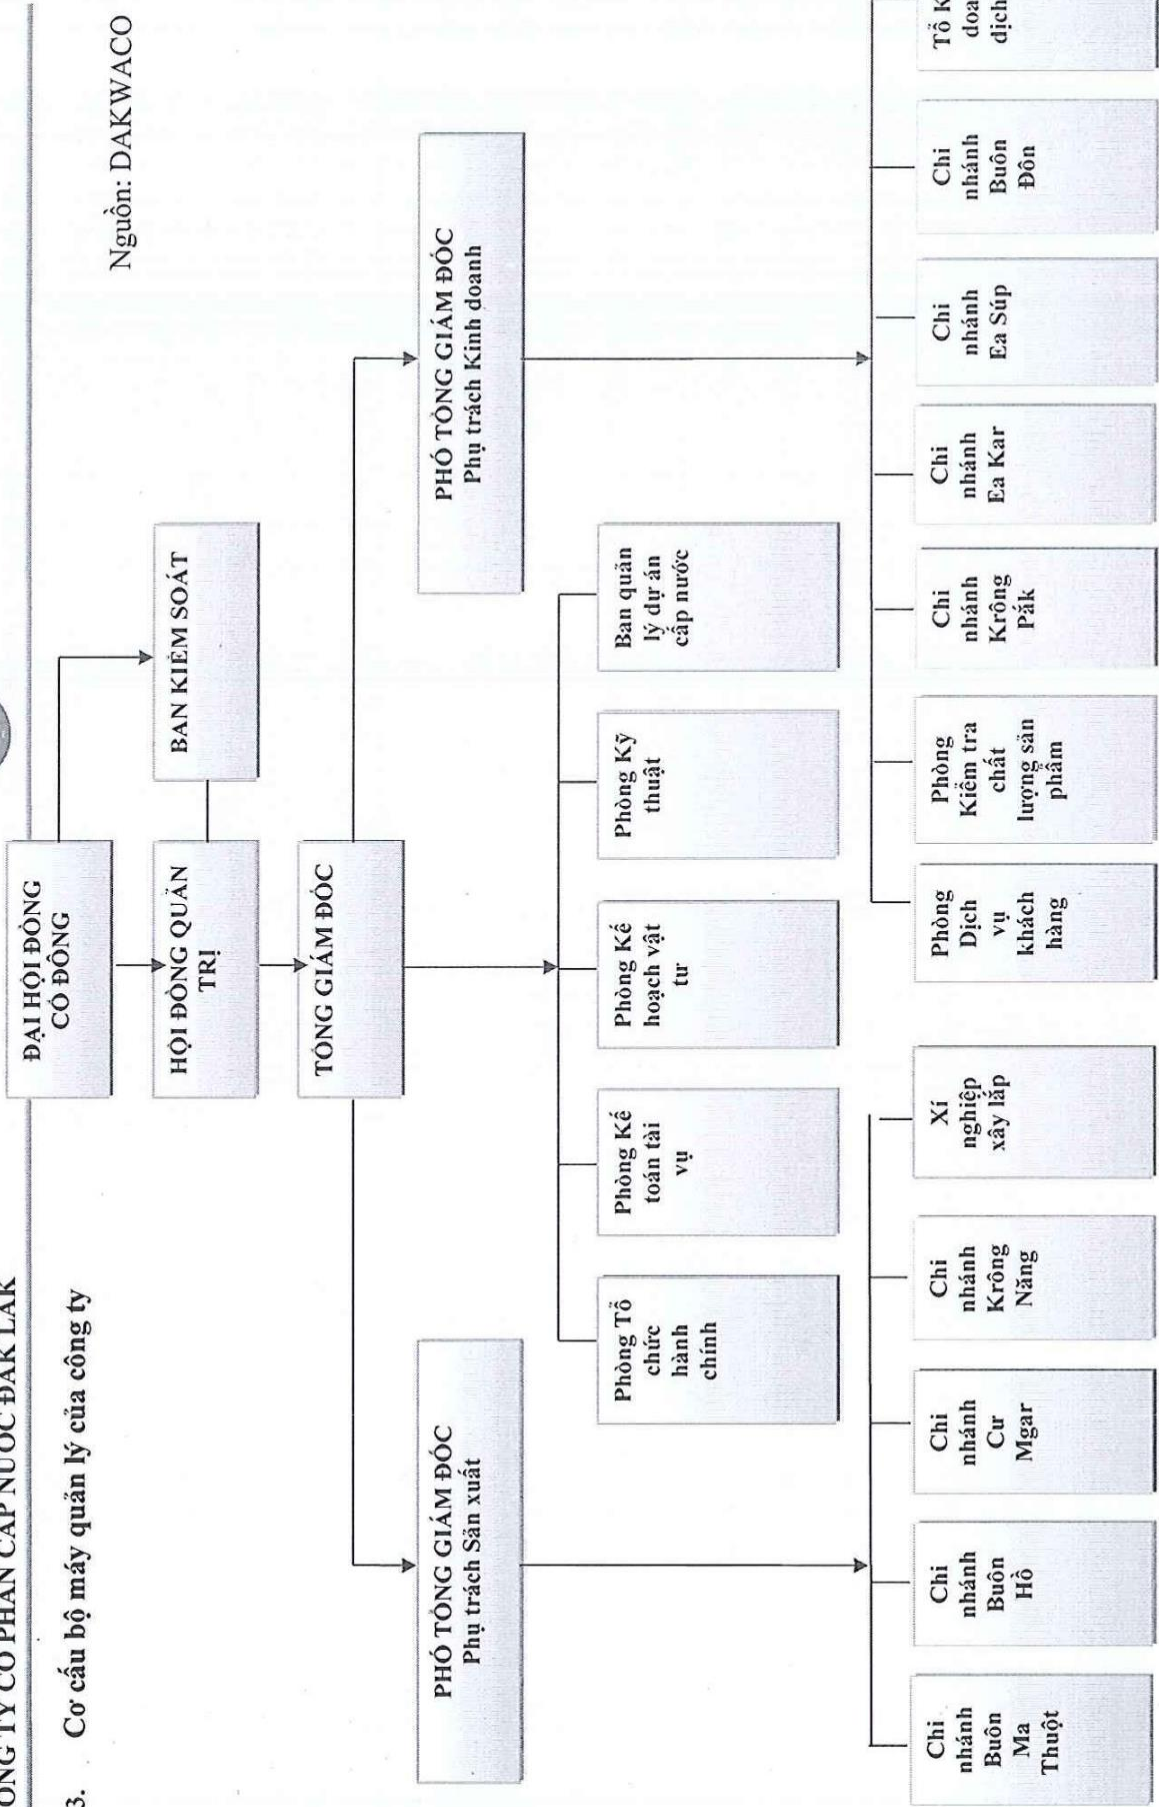 CÔNG TY CỔ PHẦN CẤP NƯỚC ĐẮK LẮK
3. Cơ cấu bộ máy quản lý của công ty
Nguồn: DAKWACO
ĐẠI HỘI ĐỒNG
CỔ ĐÔNG
HỘI ĐỒNG QUẢN
TRỊ
BAN KIỂM SOÁT
TỔNG GIÁM ĐỐC
PHÓ TỔNG GIÁM ĐỐC
Phụ trách Sản xuất
PHÓ TỔNG GIÁM ĐỐC
Phụ trách Kinh doanh
Phòng Tổ
chức
hành
chính
Phòng Kế
toán tài
vụ
Phòng Kế
hoạch vật
tư
Phòng Kỹ
thuật
Ban quản
lý dự án
cấp nước
Chi
nhánh
Buôn
Ma
Thuột
Chi
nhánh
Buôn
Hồ
Chi
nhánh
Cư
Mgar
Chi
nhánh
Krông
Năng
Xí
nghiệp
xây lắp
Phòng
Dịch
vụ
khách
hàng
Phòng
Kiểm tra
chất
lượng sản
phẩm
Chi
nhánh
Krông
Pắk
Chi
nhánh
Ea Kar
Chi
nhánh
Ea Súp
Chi
nhánh
Buôn
Đôn
Tổ K
doa
dịch